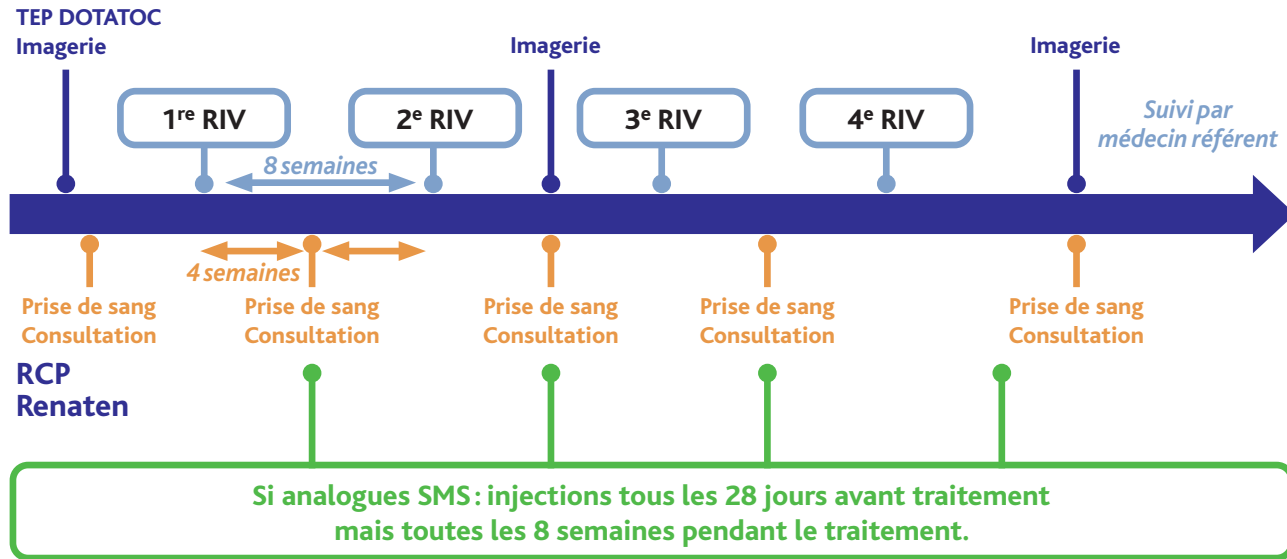 TEP DOTATOC
Imagerie
Imagerie
Imagerie
1re RIV
2e RIV
3e RIV
4e RIV
Suivi par
médecin référent
8 semaines
4 semaines
Prise de sang
Consultation
Prise de sang
Consultation
Prise de sang
Consultation
Prise de sang
Consultation
Prise de sang
Consultation
RCP
Renaten
Si analogues SMS : injections tous les 28 jours avant traitement
mais toutes les 8 semaines pendant le traitement.